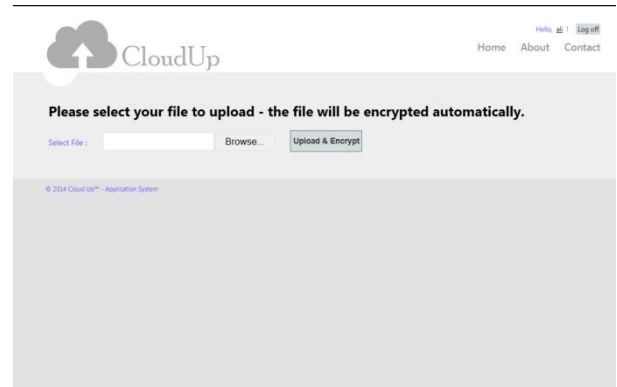 Hello, ali ! Log off
CloudUp
Home About Contact
Please select your file to upload - the file will be encrypted automatically.
Select File : Browse... Upload & Encrypt
© 2014 Cloud Up™ - Application System